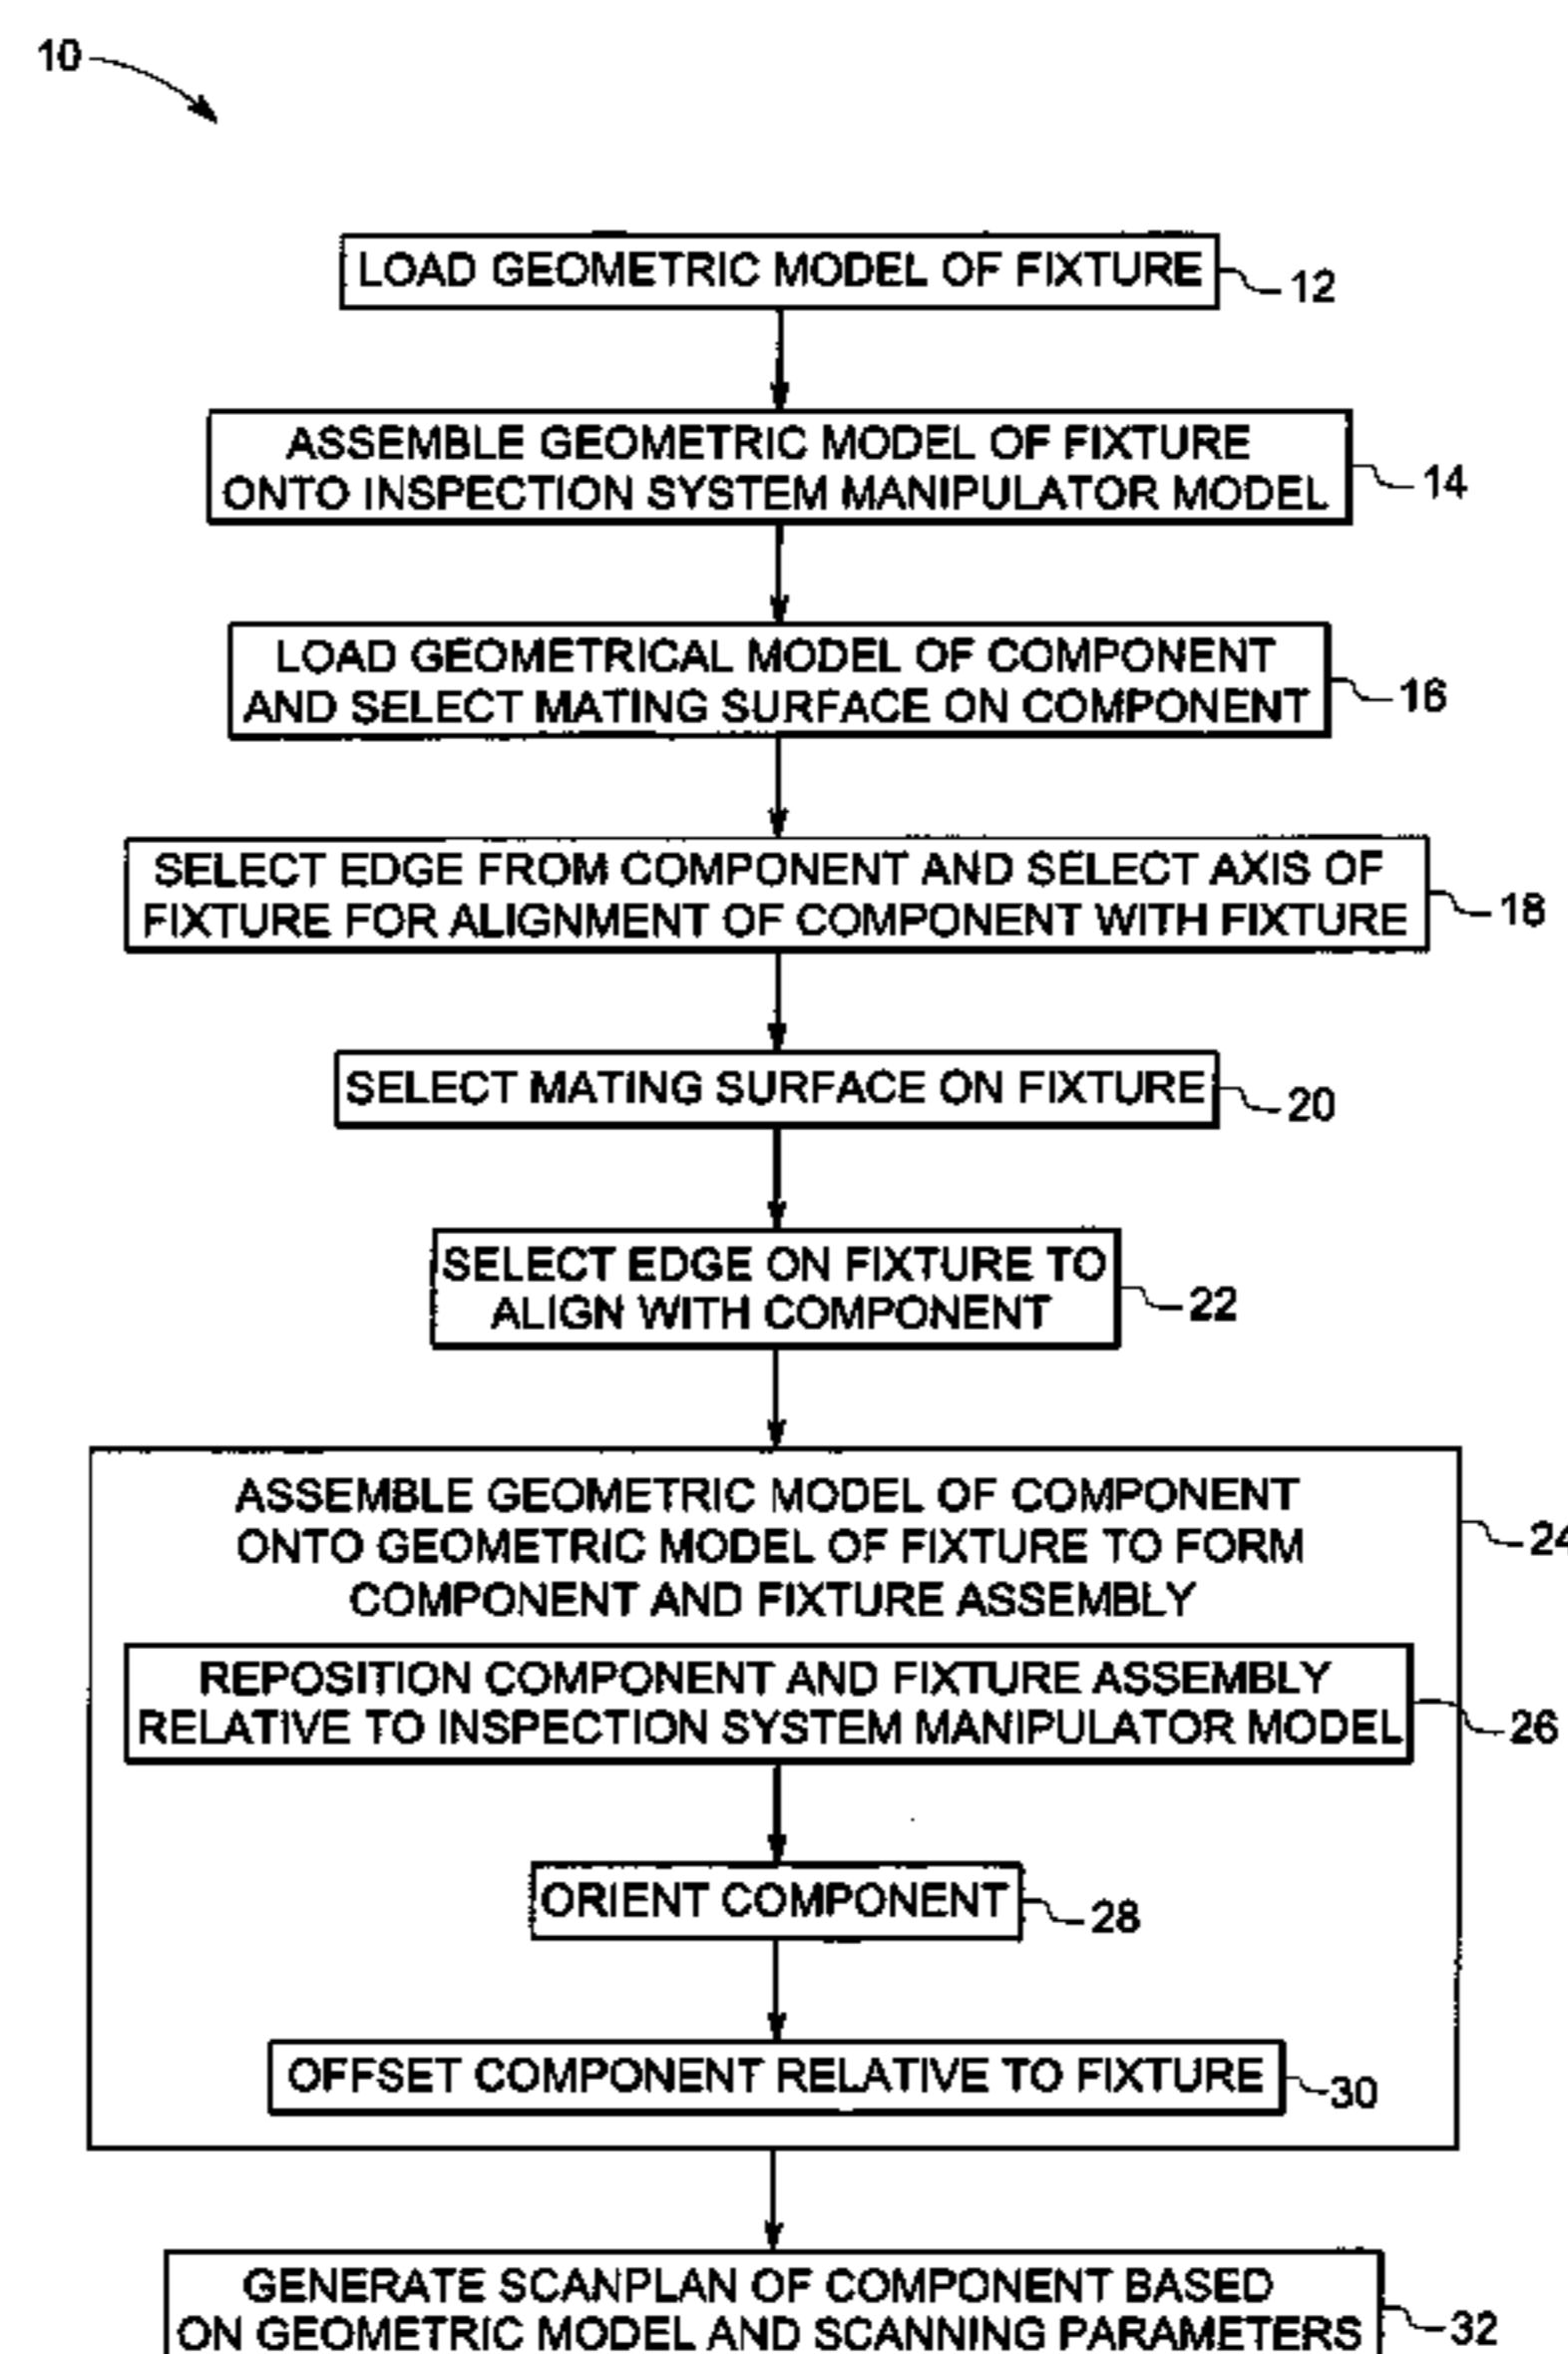 10
LOAD GEOMETRIC MODEL OF FIXTURE
12
ASSEMBLE GEOMETRIC MODEL OF FIXTURE
ONTO INSPECTION SYSTEM MANIPULATOR MODEL
14
LOAD GEOMETRICAL MODEL OF COMPONENT
AND SELECT MATING SURFACE ON COMPONENT
16
SELECT EDGE FROM COMPONENT AND SELECT AXIS OF
FIXTURE FOR ALIGNMENT OF COMPONENT WITH FIXTURE
18
SELECT MATING SURFACE ON FIXTURE
20
SELECT EDGE ON FIXTURE TO
ALIGN WITH COMPONENT
22
ASSEMBLE GEOMETRIC MODEL OF COMPONENT
ONTO GEOMETRIC MODEL OF FIXTURE TO FORM
COMPONENT AND FIXTURE ASSEMBLY
24
REPOSITION COMPONENT AND FIXTURE ASSEMBLY
RELATIVE TO INSPECTION SYSTEM MANIPULATOR MODEL
26
ORIENT COMPONENT
28
OFFSET COMPONENT RELATIVE TO FIXTURE
30
GENERATE SCANPLAN OF COMPONENT BASED
ON GEOMETRIC MODEL AND SCANNING PARAMETERS
32